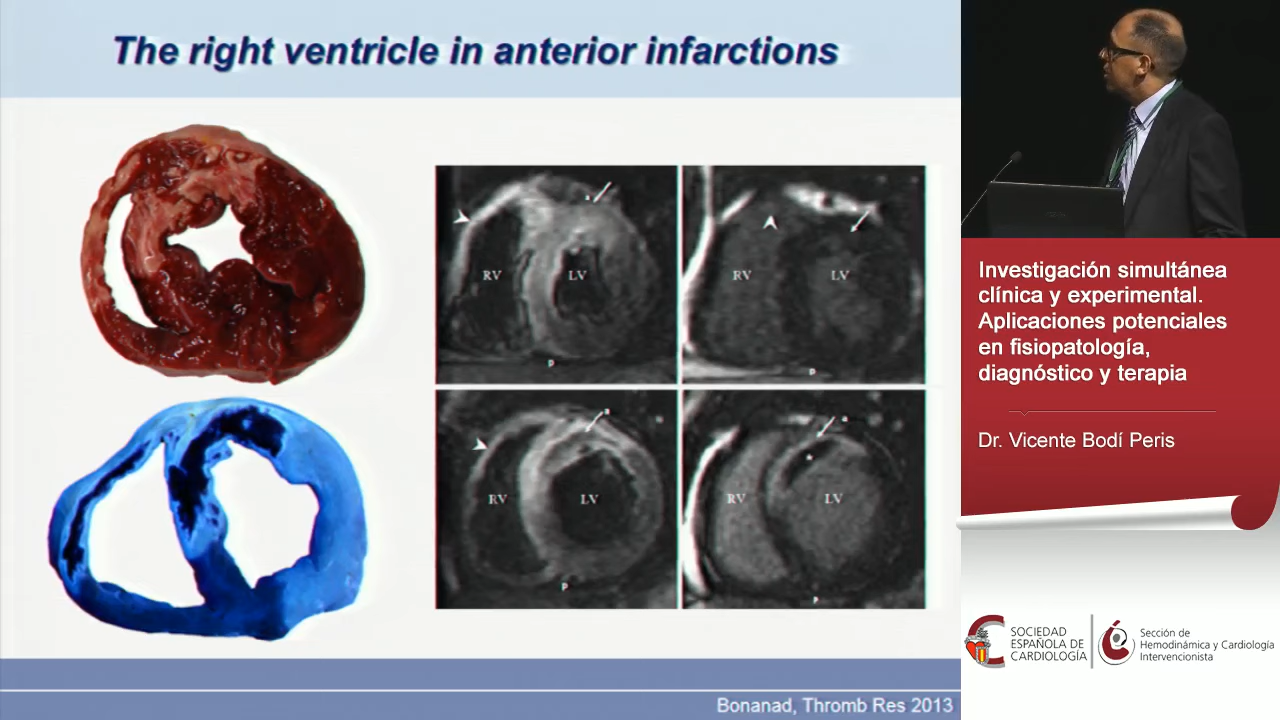 The right ventricle in anterior infarctions
a
RV
LV
P
RV
LV
P
RV
LV
a
P
RV
LV
a
P
Bonanad, Thromb Res 2013
Investigación simultánea
clínica y experimental.
Aplicaciones potenciales
en fisiopatología,
diagnóstico y terapia
Dr. Vicente Bodí Peris
SOCIEDAD
ESPAÑOLA DE
CARDIOLOGÍA
Sección de
Hemodinámica y Cardiología
Intervencionista